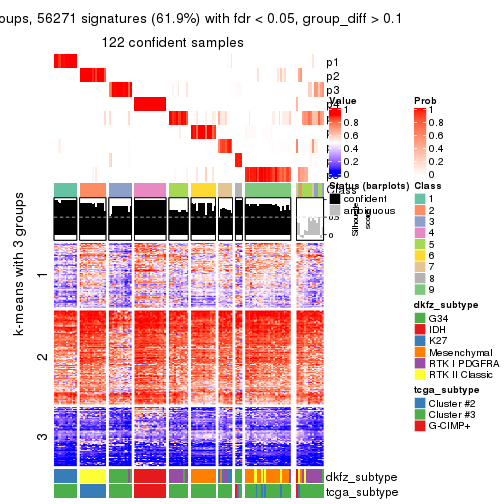 oups, 56271 signatures (61.9%) with fdr < 0.05, group_diff > 0.1
122 confident samples
p1
p2
p3
Value
1
0.8
0.6
0.4
0.2
0
Prob
1
0.8
0.6
0.4
0.2
0
Class
Status (barplots)
confident
ambiguous
0.5
0
Class
1
2
3
4
5
6
7
8
9
k-means with 3 groups
1
2
3
dkfz_subtype
G34
IDH
K27
Mesenchymal
RTK I PDGFRA
RTK II Classic
tcga_subtype
Cluster #2
Cluster #3
G-CIMP+
dkfz_subtype
tcga_subtype